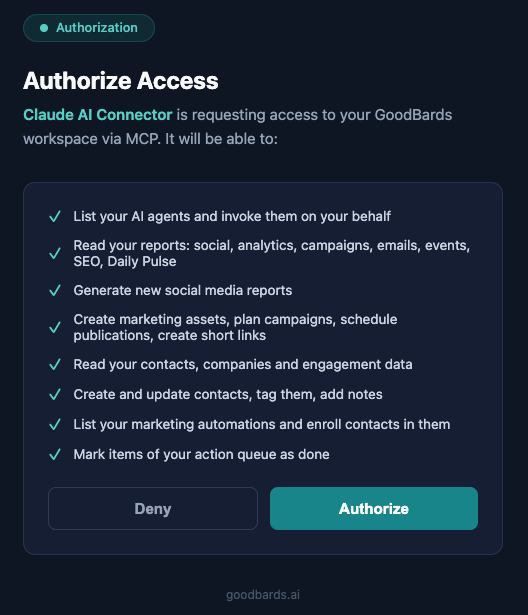 Authorization
Authorize Access
Claude AI Connector is requesting access to your GoodBards
workspace via MCP. It will be able to:
List your AI agents and invoke them on your behalf
Read your reports: social, analytics, campaigns, emails, events,
SEO, Daily Pulse
Generate new social media reports
Create marketing assets, plan campaigns, schedule
publications, create short links
Read your contacts, companies and engagement data
Create and update contacts, tag them, add notes
List your marketing automations and enroll contacts in them
Mark items of your action queue as done
Deny
Authorize
goodbards.ai